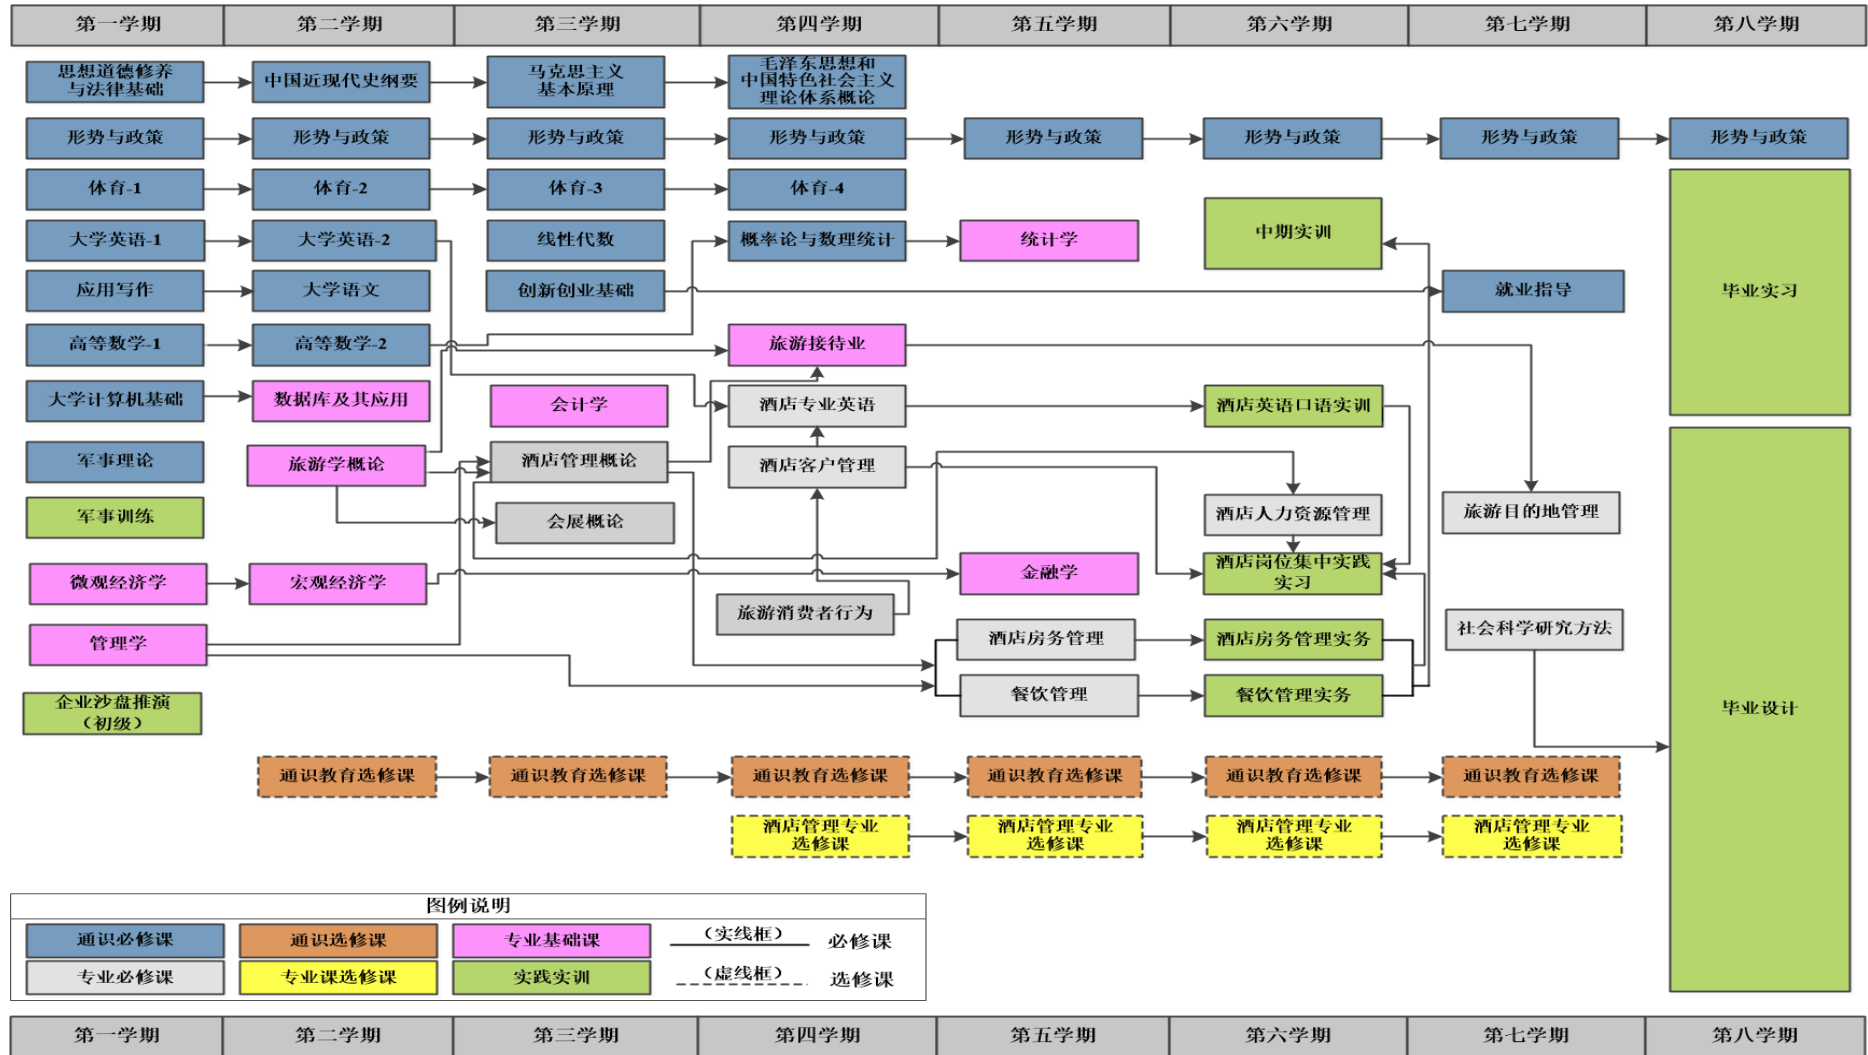 第一学期
第二学期
第三学期
第四学期
第五学期
第六学期
第七学期
第八学期
思想道德修养
与法律基础
中国近现代史纲要
马克思主义
基本原理
毛泽东思想和
中国特色社会主义
理论体系概论
形势与政策
形势与政策
形势与政策
形势与政策
形势与政策
形势与政策
形势与政策
形势与政策
体育-1
体育-2
体育-3
体育-4
大学英语-1
大学英语-2
线性代数
概率论与数理统计
统计学
中期实训
应用写作
大学语文
创新创业基础
就业指导
毕业实习
高等数学-1
高等数学-2
旅游接待业
大学计算机基础
数据库及其应用
会计学
酒店专业英语
酒店英语口语实训
军事理论
旅游学概论
酒店管理概论
酒店客户管理
军事训练
会展概论
酒店人力资源管理
旅游目的地管理
微观经济学
宏观经济学
金融学
酒店岗位集中实践
实习
旅游消费者行为
管理学
酒店房务管理
酒店房务管理实务
社会科学研究方法
企业沙盘推演
（初级）
餐饮管理
餐饮管理实务
毕业设计
通识教育选修课
通识教育选修课
通识教育选修课
通识教育选修课
通识教育选修课
通识教育选修课
酒店管理专业
选修课
酒店管理专业
选修课
酒店管理专业
选修课
酒店管理专业
选修课
图例说明
通识必修课
通识选修课
专业基础课
（实线框）
必修课
专业必修课
专业课选修课
实践实训
（虚线框）
选修课
第一学期
第二学期
第三学期
第四学期
第五学期
第六学期
第七学期
第八学期